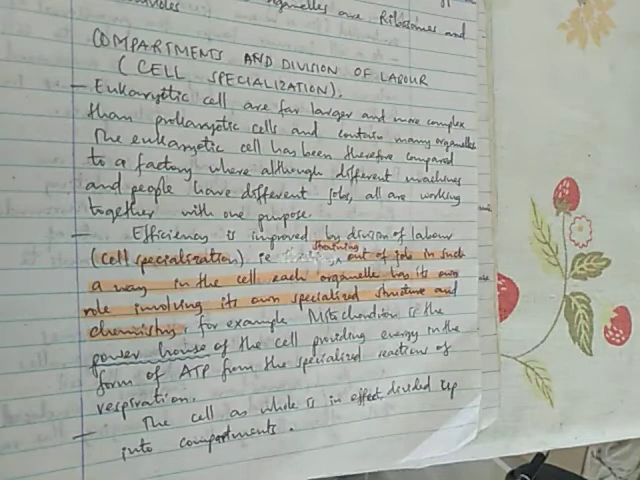 organelles are Ribosomes and
COMPARTMENTS AND DIVISION OF LABOUR
(CELL SPECIALIZATION).
- Eukaryotic cell are far larger and more complex
than prokaryotic cells and contain many organelles
The eukaryotic cell has been therefore compared
to a factory where although different machines
and people have different jobs, all are working
together with one purpose.
- Efficiency is improved by division of labour
(cell specialisation) ie sharing out of job in such
a way in the cell each organelle has its own
role involving its own specialized structure and
chemistry, for example Mitochondrion is the
power house of the cell providing energy in the
form of ATP from the specialized reactions of
respiration.
- The cell as while is in effect divided up
into compartments.